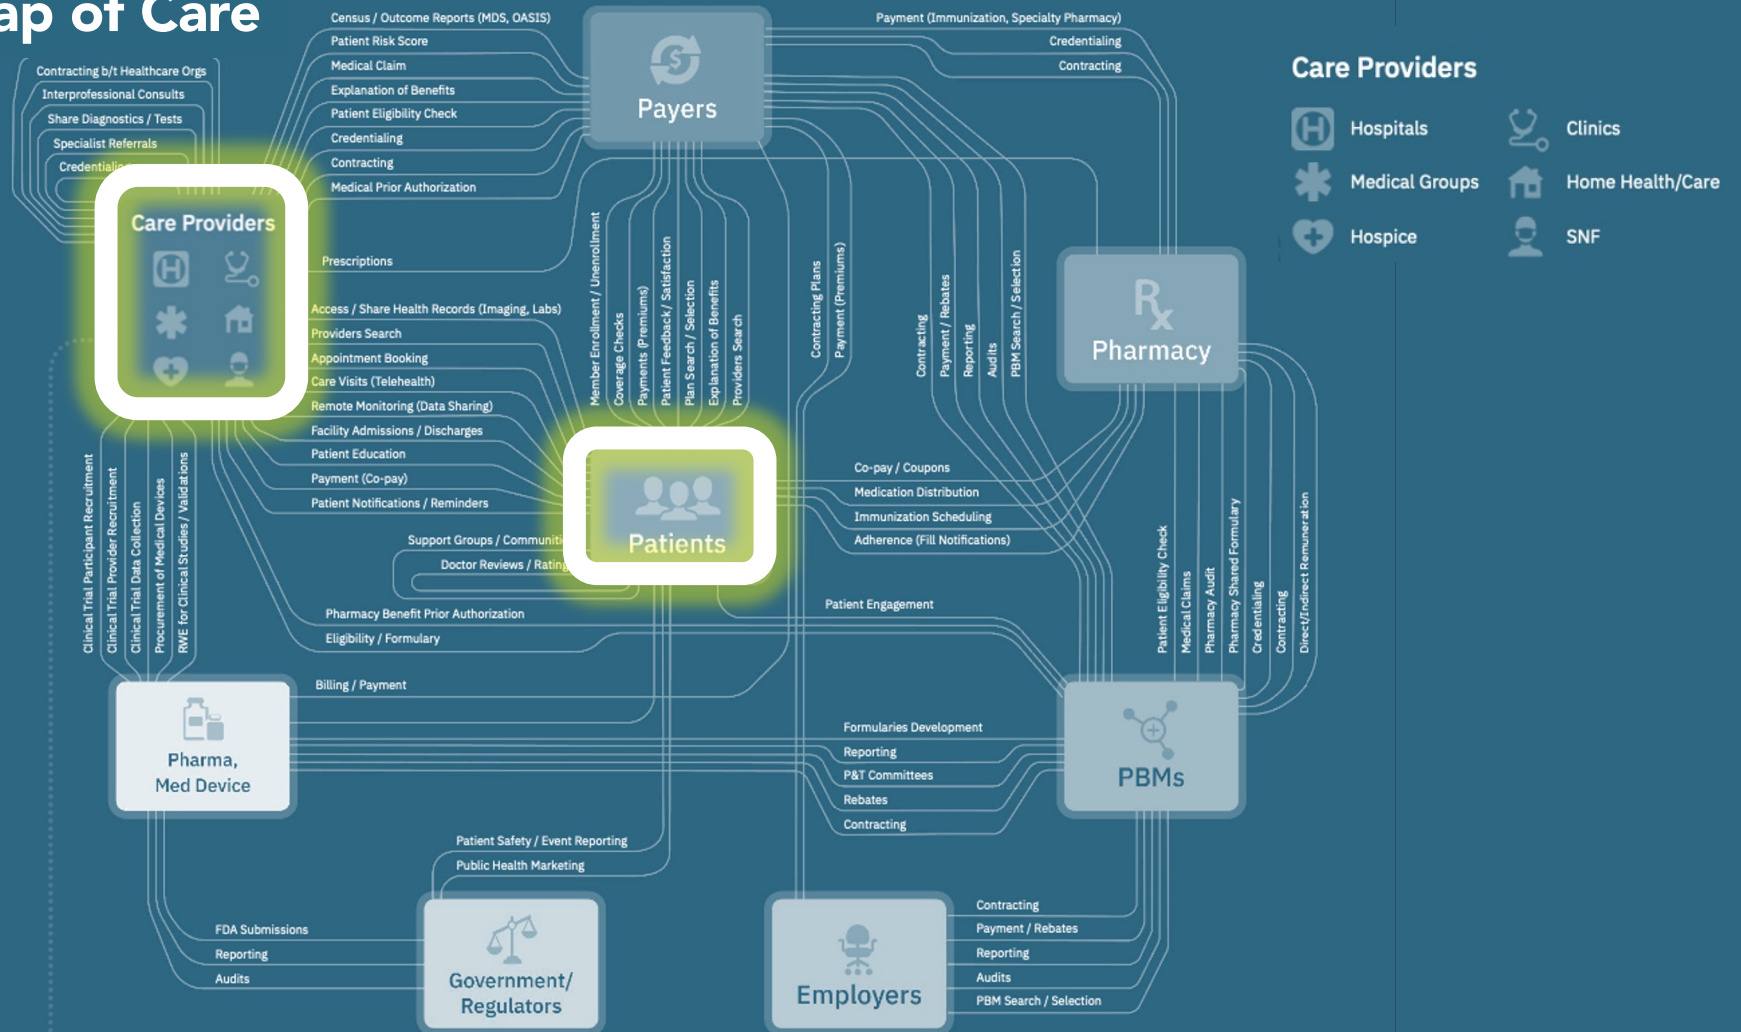 ap of Care
Contracting b/t Healthcare Orgs
Interprofessional Consults
Share Diagnostics / Tests
Specialist Referrals
Care Providers
Census / Outcome Reports (MDS, OASIS)
Patient Risk Score
Medical Claim
Explanation of Benefits
Patient Eligibility Check
Credentialing
Contracting
Medical Prior Authorization
Payers
Payment (Immunization, Specialty Pharmacy)
Credentialing
Contracting
Care Providers
Hospitals
Clinics
Medical Groups
Home Health/Care
Hospice
SNF
Prescriptions
Access / Share Health Records (Imaging, Labs)
Providers Search
Appointment Booking
Care Visits (Telehealth)
Remote Monitoring (Data Sharing)
Facility Admissions / Discharges
Patient Education
Payment (Co-pay)
Patient Notifications / Reminders
Member Enrollment / Unenrollment
Coverage Checks
Payments (Premiums)
Patient Feedback / Satisfaction
Plan Search / Selection
Explanation of Benefits
Providers Search
Contracting Plans
Payment (Premiums)
Contracting
Payment / Rebates
Reporting
Audits
PBM Search / Selection
Rx
Pharmacy
Patients
Support Groups /
Doctor Reviews /
Co-pay / Coupons
Medication Distribution
Immunization Scheduling
Adherence (Fill Notifications)
Clinical Trial Participant Recruitment
Clinical Trial Provider Recruitment
Clinical Trial Data Collection
Procurement of Medical Devices
RWE for Clinical Studies / Validations
Pharmacy Benefit Prior Authorization
Eligibility / Formulary
Patient Engagement
Patient Eligibility Check
Medical Claims
Pharmacy Audit
Pharmacy Shared Formulary
Credentialing
Contracting
Direct/Indirect Remuneration
Billing / Payment
Pharma,
Med Device
Formularies Development
Reporting
P&T Committees
Rebates
Contracting
PBMs
Patient Safety / Event Reporting
Public Health Marketing
FDA Submissions
Reporting
Audits
Government/
Regulators
Employers
Contracting
Payment / Rebates
Reporting
Audits
PBM Search / Selection